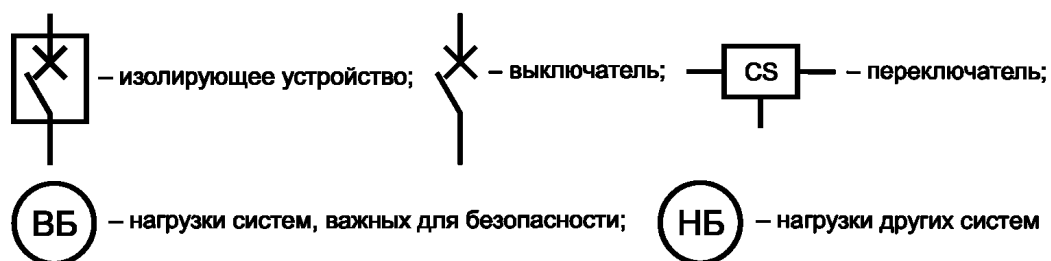 – изолирующее устройство; – выключатель; CS – переключатель;
ВБ – нагрузки систем, важных для безопасности; НБ – нагрузки других систем